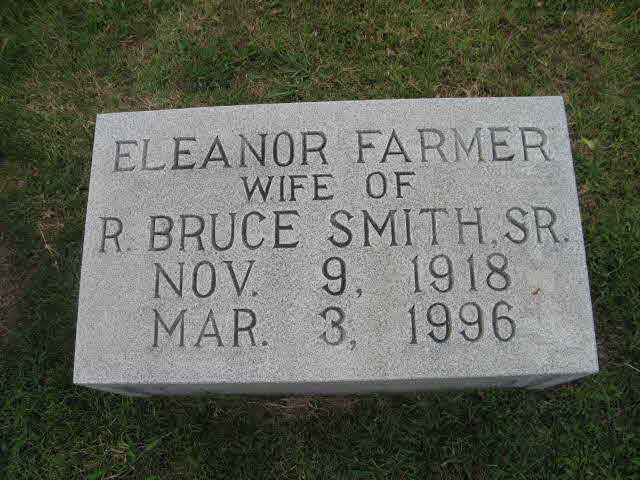 ELEANOR FARMER
WIFE OF
R. BRUCE SMITH, SR.
NOV. 9, 1918
MAR. 3, 1996